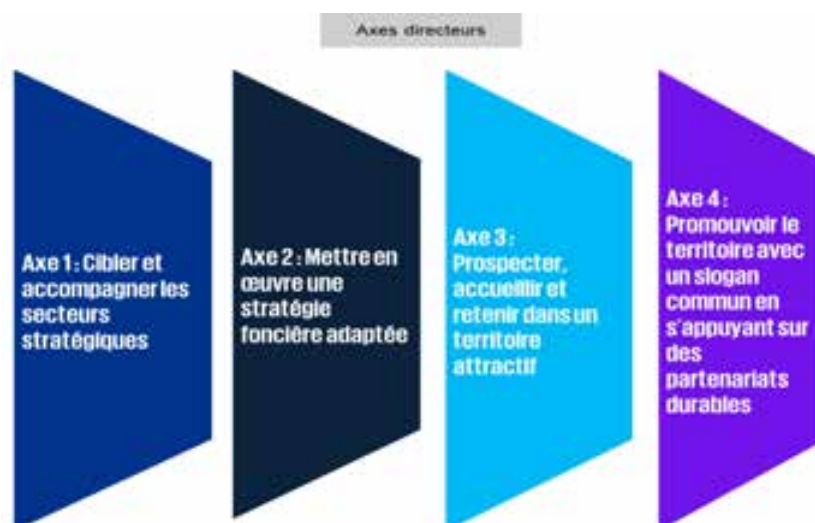 Axes directeurs
Axe 1 : Cibler et
accompagner les
secteurs
stratégiques
Axe 2 : Mettre en
œuvre une
stratégie
foncière adaptée
Axe 3 :
Prospecter,
accueillir et
retenir dans un
territoire
attractif
Axe 4 :
Promouvoir le
territoire avec
un slogan
commun en
s'appuyant sur
des
partenariats
durables